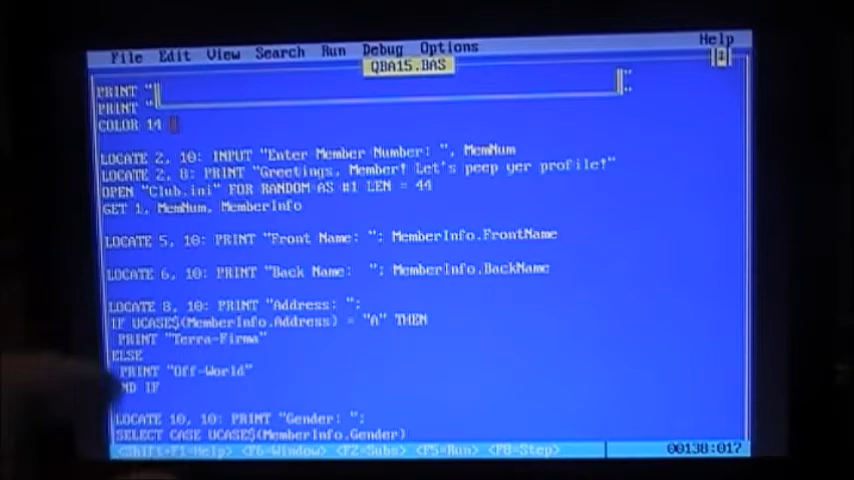 File Edit View Search Run Debug Options Help
QBA15.BAS
PRINT "
PRINT "
COLOR 14
LOCATE 2, 10: INPUT "Enter Member Number: ", MemNum
LOCATE 2, 8: PRINT "Greetings, Member! Let's peep yer profile!"
OPEN "Club.ini" FOR RANDOM AS #1 LEN = 44
GET 1, MemNum, MemberInfo
LOCATE 5, 10: PRINT "Front Name: "; MemberInfo.FrontName
LOCATE 6, 10: PRINT "Back Name:  "; MemberInfo.BackName
LOCATE 8, 10: PRINT "Address: ";
IF UCASE$(MemberInfo.Address) = "A" THEN
PRINT "Terra-Firma"
ELSE
PRINT "Off-World"
ND IF
LOCATE 10, 10: PRINT "Gender: ";
SELECT CASE UCASE$(MemberInfo.Gender)
<Shift+F1=Help> <F6=Window> <F2=Subs> <F5=Run> <F8=Step> 00138:017